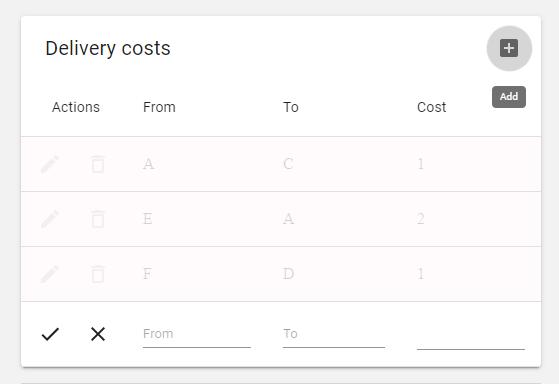 Delivery costs
Add
Actions From To Cost
A C 1
E A 2
F D 1
From To